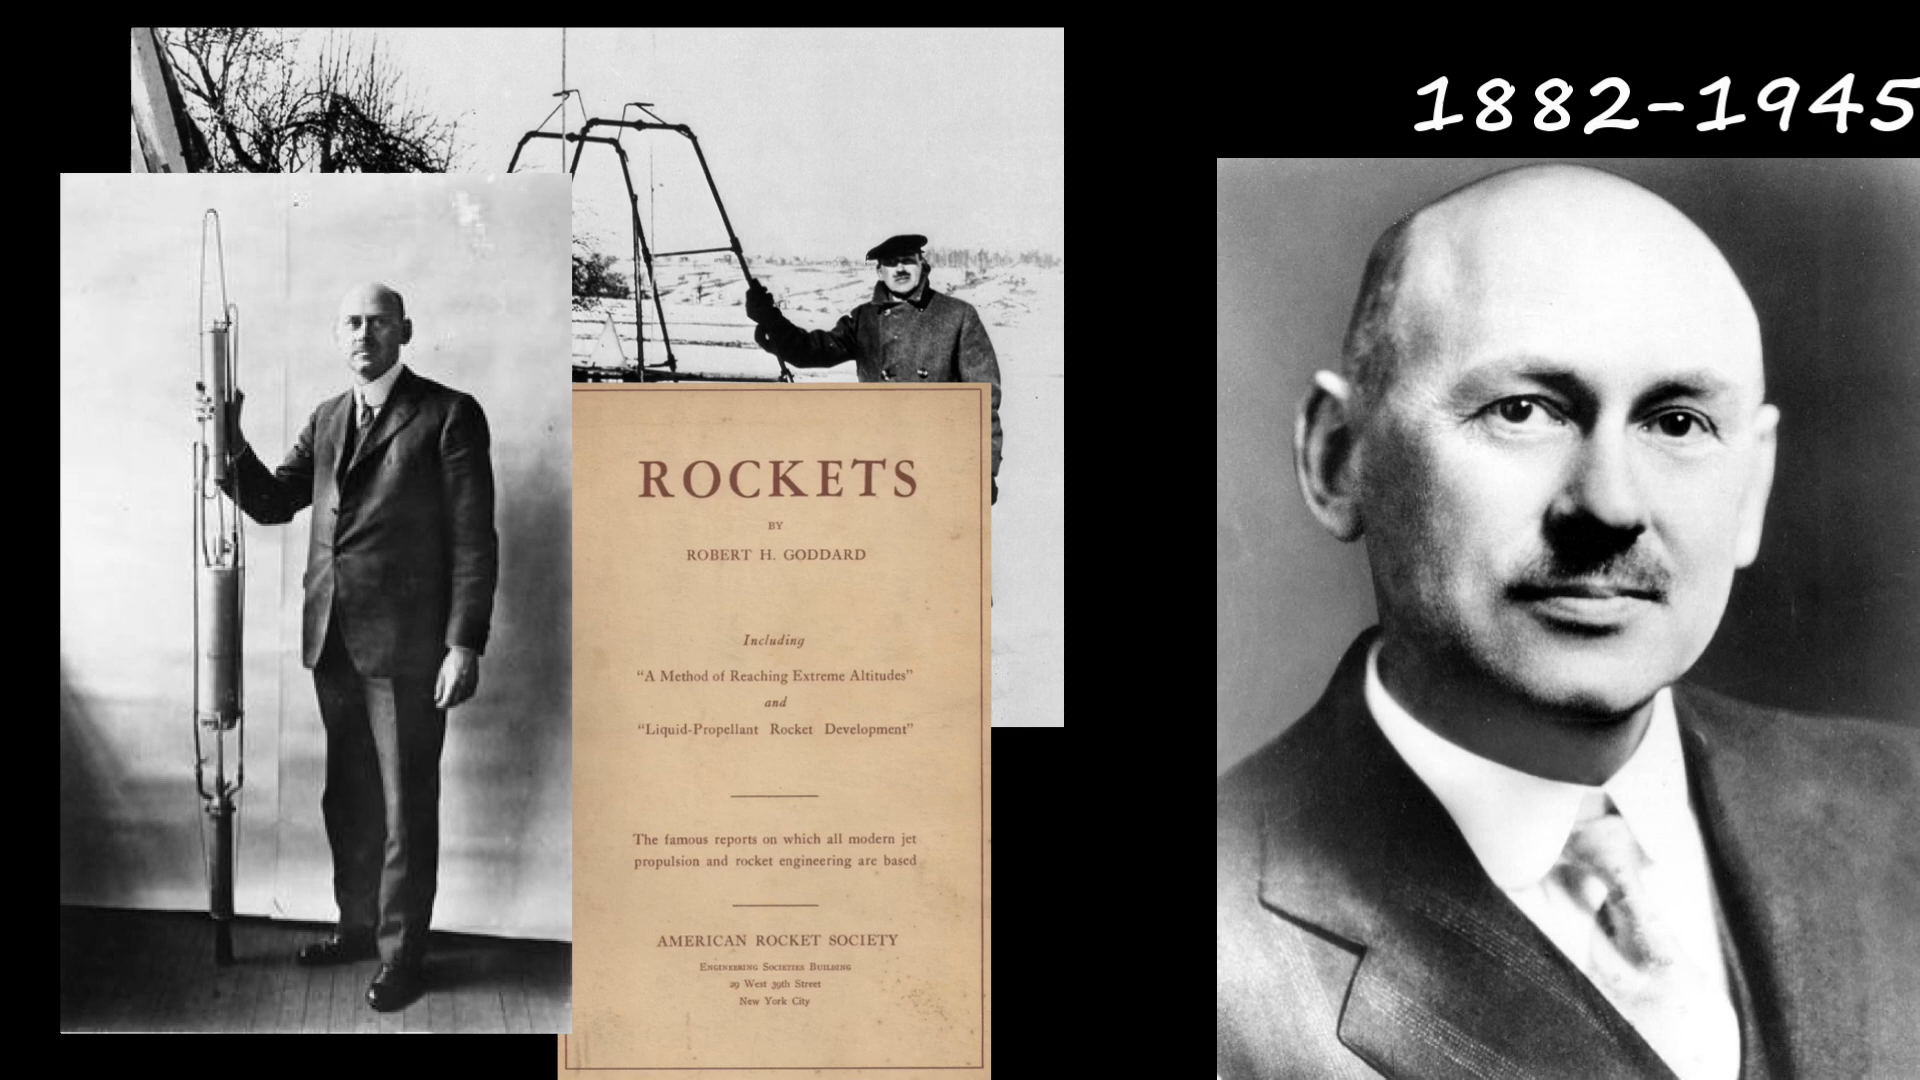 1882-1945
ROCKETS
BY
ROBERT H. GODDARD
Including
“A Method of Reaching Extreme Altitudes”
and
“Liquid-Propellant Rocket Development”
The famous reports on which all modern jet
propulsion and rocket engineering are based
AMERICAN ROCKET SOCIETY
ENGINEERING SOCIETIES BUILDING
29 West 39th Street
New York City